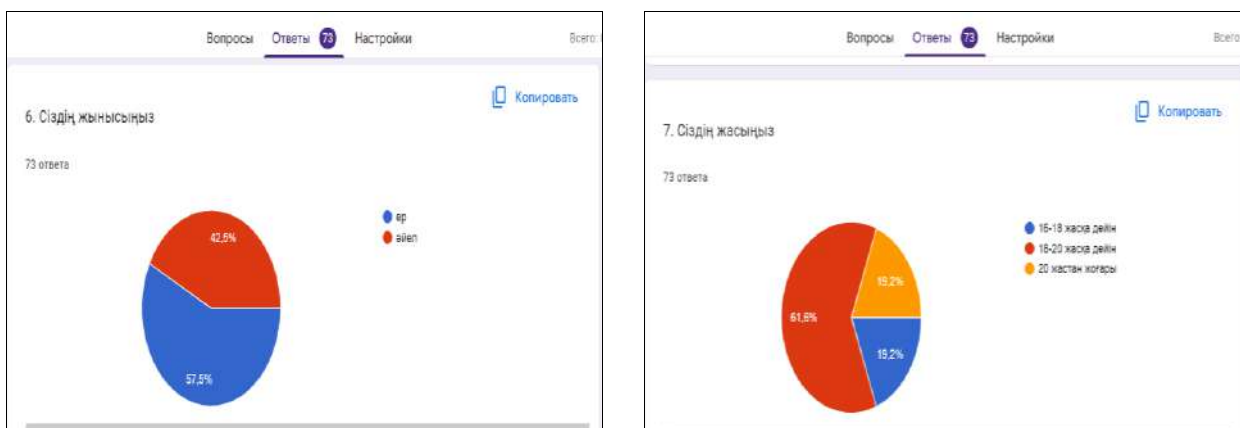 Вопросы Ответы 73 Настройки Всего:
Копировать
6. Сіздің жынысыңыз
73 ответа
ер
әйел
42,5%
57,5%
Вопросы Ответы 73 Настройки Всего
Копировать
7. Сіздің жасыңыз
73 ответа
16-18 жасқа дейін
18-20 жасқа дейін
20 жастан жоғары
19,2%
61,6%
19,2%